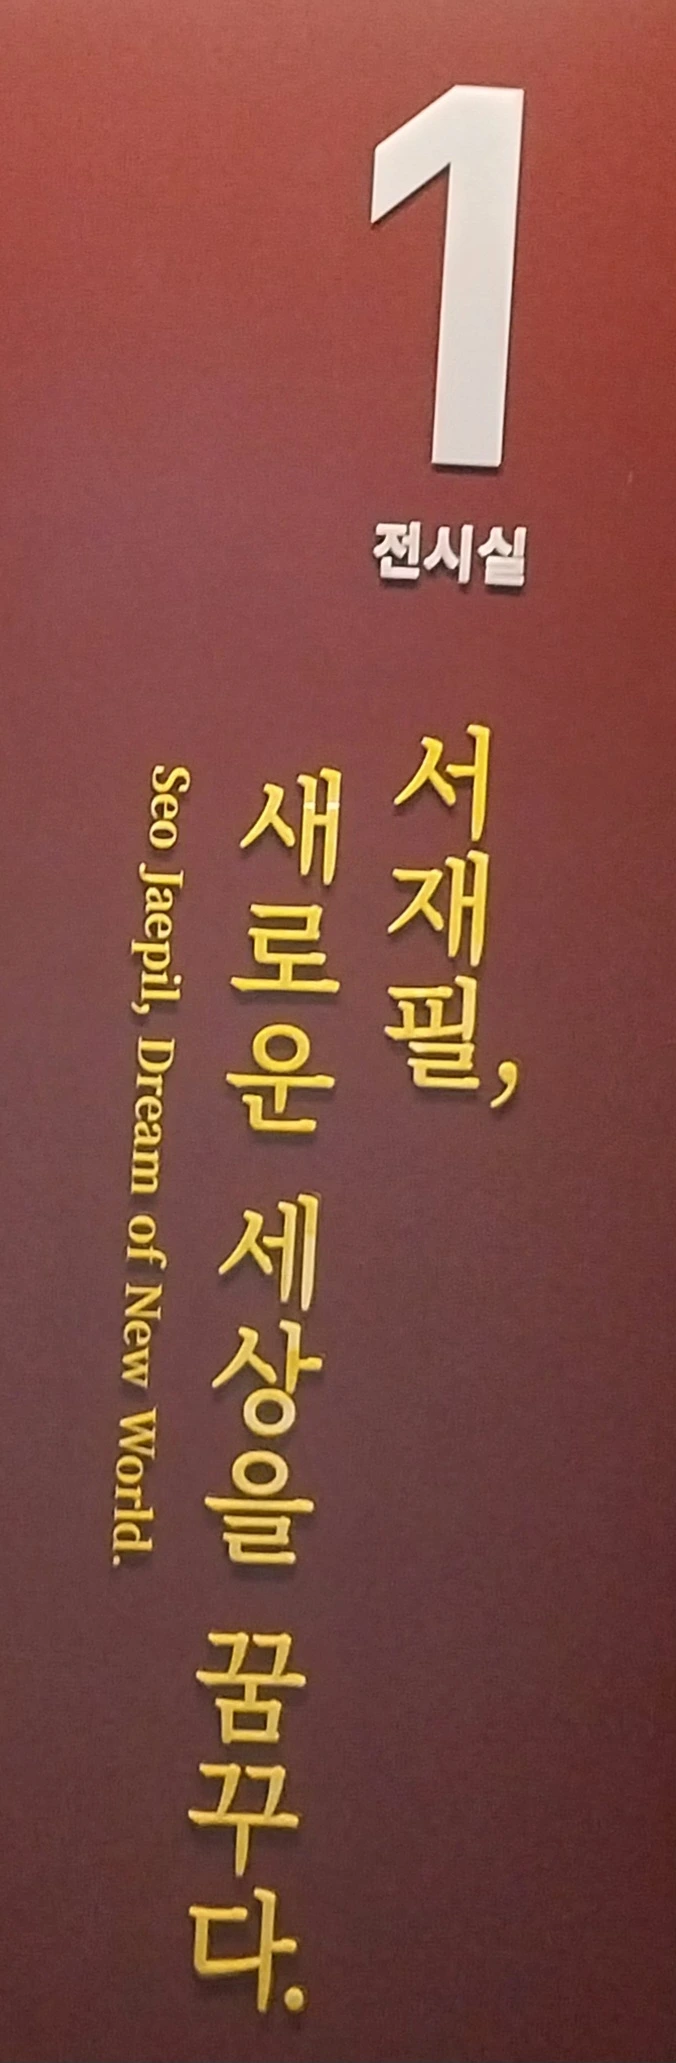 1
전시실
서재필,
새로운 세상을 꿈꾸다.
Seo Jaepil, Dream of New World.